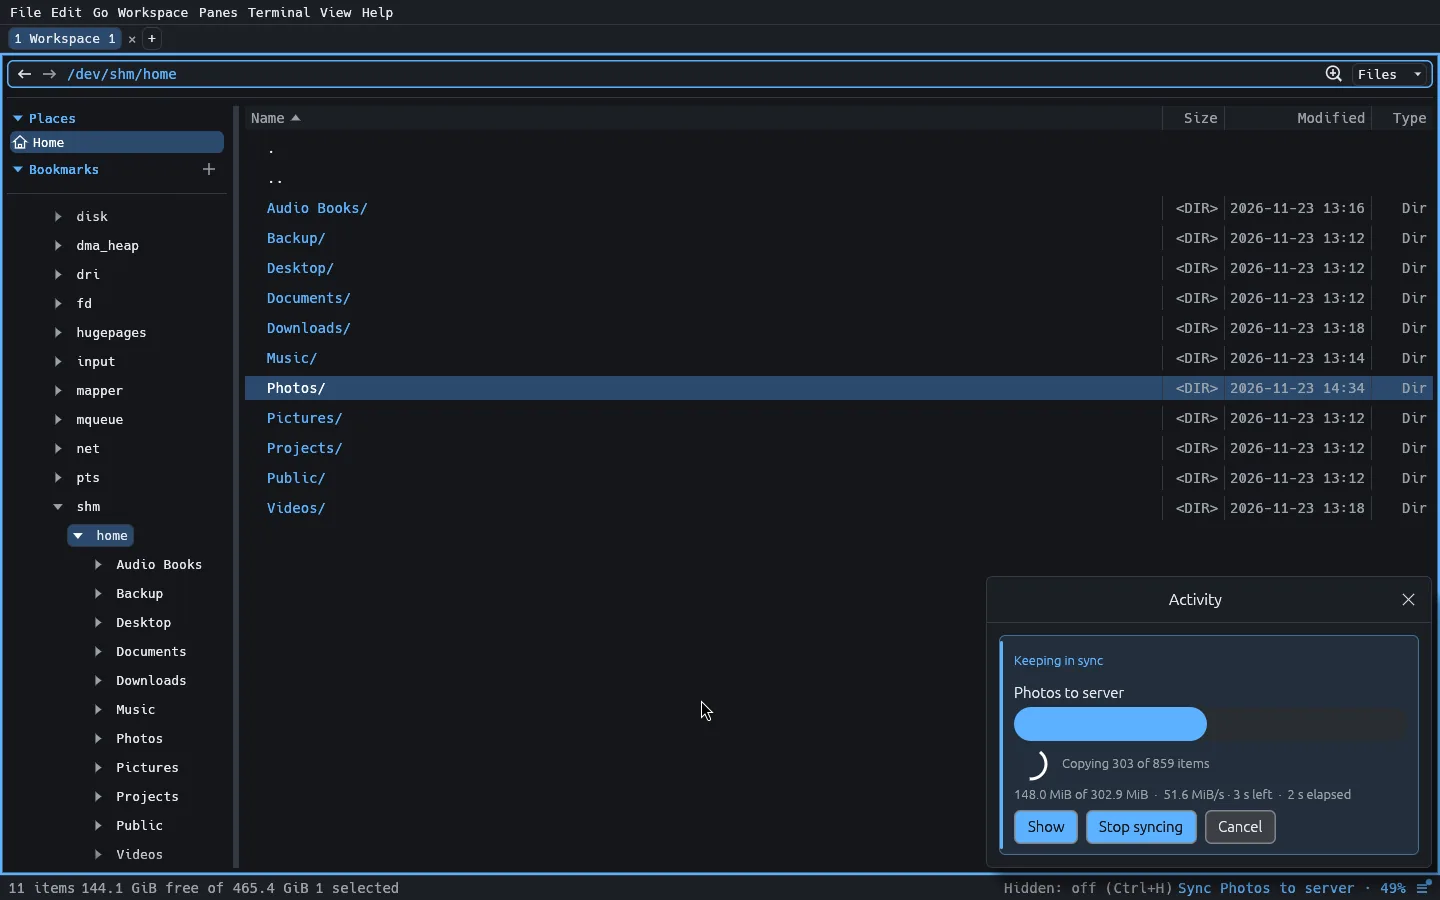 File Edit Go Workspace Panes Terminal View Help
1 Workspace 1 × +
/dev/shm/home Files
Places
Home
Bookmarks
disk
dma_heap
dri
fd
hugepages
input
mapper
mqueue
net
pts
shm
home
Audio Books
Backup
Desktop
Documents
Downloads
Music
Photos
Pictures
Projects
Public
Videos
Name Size Modified Type
.
..
Audio Books/ <DIR> 2026-11-23 13:16 Dir
Backup/ <DIR> 2026-11-23 13:12 Dir
Desktop/ <DIR> 2026-11-23 13:12 Dir
Documents/ <DIR> 2026-11-23 13:12 Dir
Downloads/ <DIR> 2026-11-23 13:18 Dir
Music/ <DIR> 2026-11-23 13:14 Dir
Photos/ <DIR> 2026-11-23 14:34 Dir
Pictures/ <DIR> 2026-11-23 13:12 Dir
Projects/ <DIR> 2026-11-23 13:12 Dir
Public/ <DIR> 2026-11-23 13:12 Dir
Videos/ <DIR> 2026-11-23 13:18 Dir
Activity
Keeping in sync
Photos to server
Copying 303 of 859 items
148.0 MiB of 302.9 MiB · 51.6 MiB/s · 3 s left · 2 s elapsed
Show Stop syncing Cancel
11 items 144.1 GiB free of 465.4 GiB 1 selected Hidden: off (Ctrl+H) Sync Photos to server · 49%